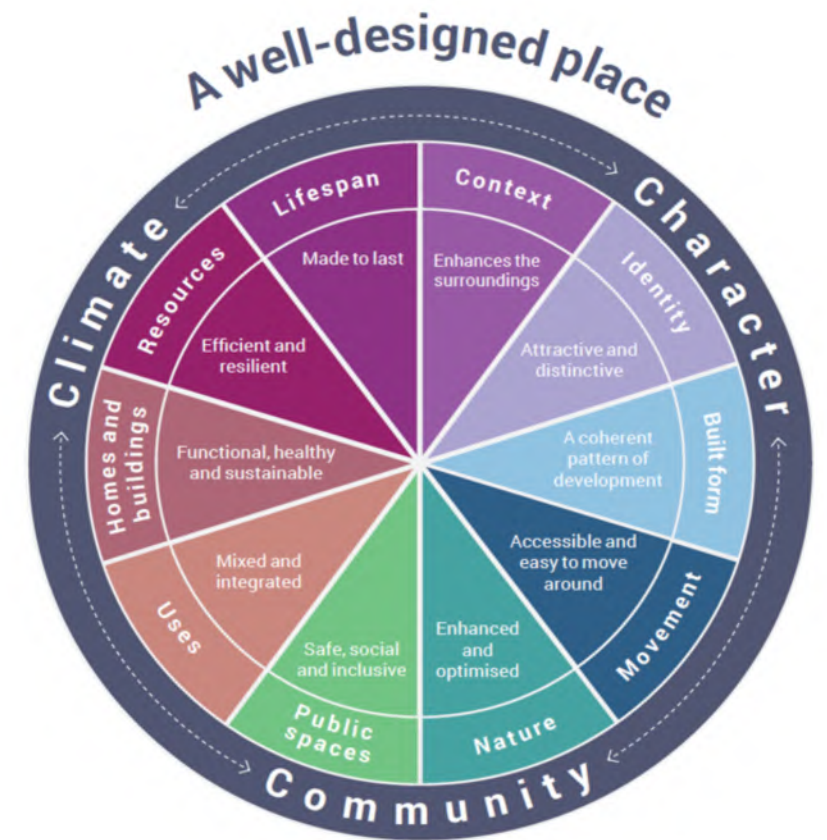 A well-designed place
Climate
Character
Community
Context
Enhances the
surroundings
Identity
Attractive and
distinctive
Built form
A coherent
pattern of
development
Movement
Accessible and
easy to move
around
Nature
Enhanced
and
optimised
Public
spaces
Safe, social
and inclusive
Uses
Mixed and
integrated
Homes and
buildings
Functional, healthy
and sustainable
Resources
Efficient and
resilient
Lifespan
Made to last